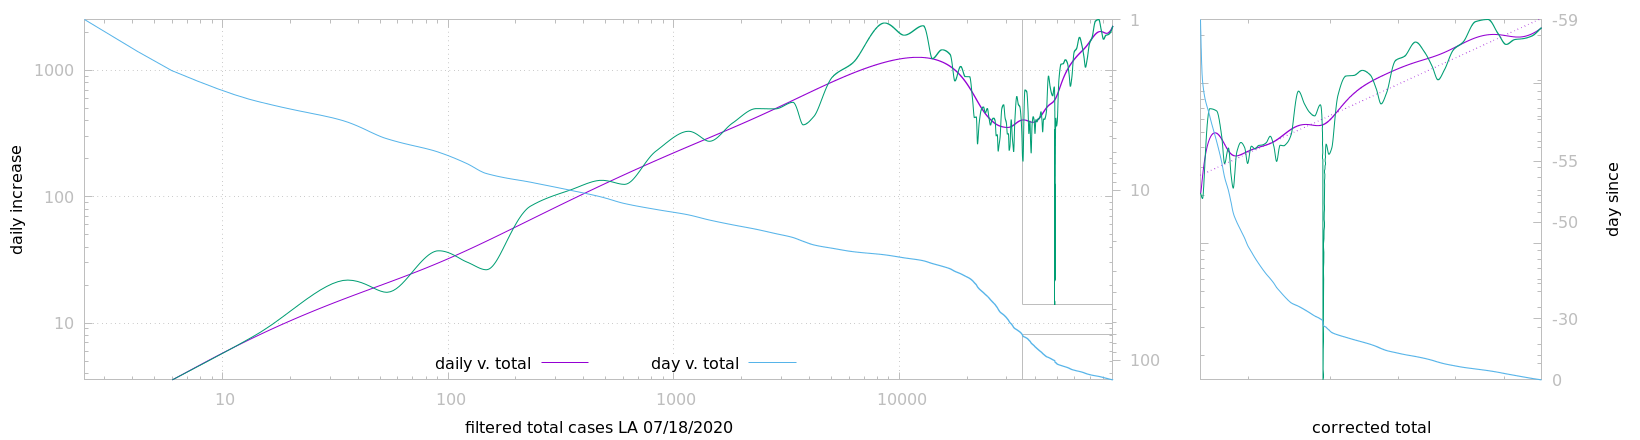 1000
100
10
daily increase
10
100
1000
10000
filtered total cases LA 07/18/2020
daily v. total
day v. total
1
10
100
-59
-55
-50
-30
0
day since
corrected total